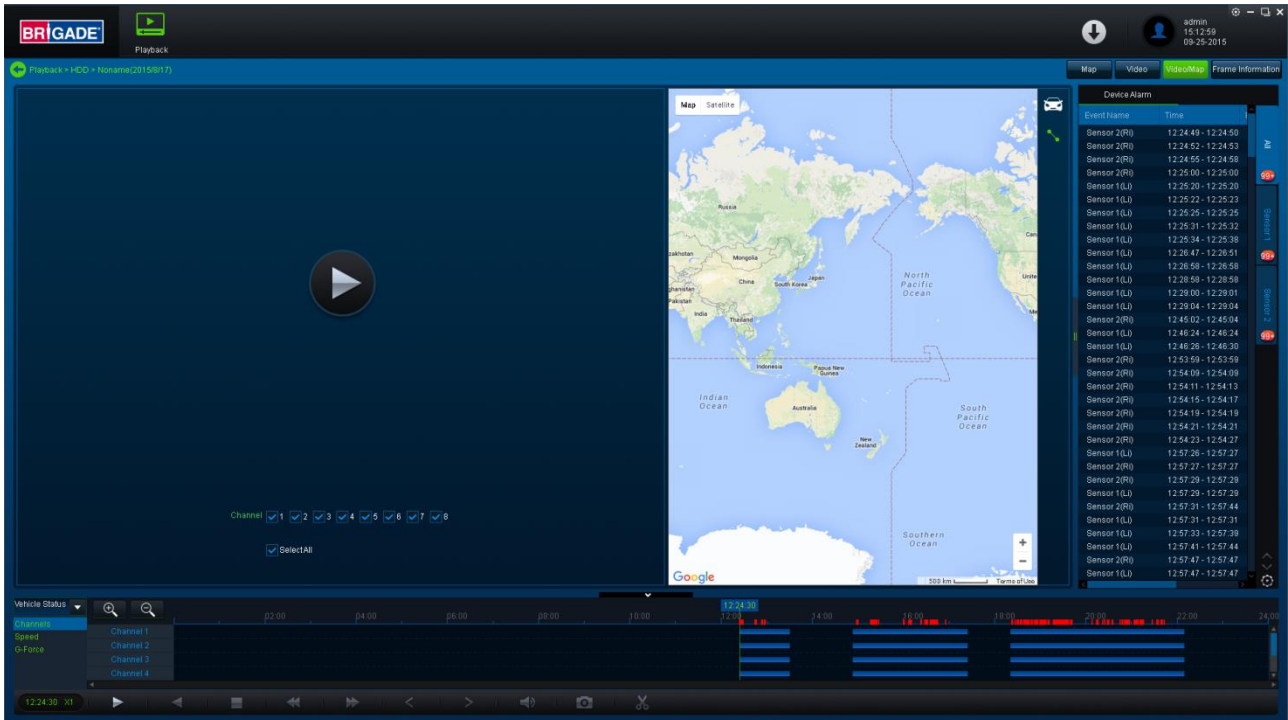 BRIGADE
Playback
admin
15:12:59
09-25-2015
Playback » HDD » Noname(2015/8/17)
Map Video Video/Map Frame Information
Map Satellite
Russia
Mongolia
China
South Korea
Japan
Pakistan
India
Thailand
Indonesia
Papua New
Guinea
Australia
New
Zealand
North
Pacific
Ocean
Indian
Ocean
South
Pacific
Ocean
Southern
Ocean
Google
500 km
Terms of Use
Channel 1 2 3 4 5 6 7 8
SelectAll
Device Alarm
Event Name Time
Sensor 2(Ri) 12:24:49 - 12:24:50
Sensor 2(Ri) 12:24:52 - 12:24:53
Sensor 2(Ri) 12:24:55 - 12:24:58
Sensor 2(Ri) 12:25:00 - 12:25:00
Sensor 1(Li) 12:25:20 - 12:25:20
Sensor 1(Li) 12:25:22 - 12:25:23
Sensor 1(Li) 12:25:25 - 12:25:25
Sensor 1(Li) 12:25:31 - 12:25:32
Sensor 1(Li) 12:25:34 - 12:25:38
Sensor 1(Li) 12:26:47 - 12:26:51
Sensor 1(Li) 12:26:58 - 12:26:58
Sensor 1(Li) 12:28:58 - 12:28:58
Sensor 1(Li) 12:29:00 - 12:29:01
Sensor 1(Li) 12:29:04 - 12:29:04
Sensor 2(Ri) 12:45:02 - 12:45:04
Sensor 1(Li) 12:46:24 - 12:46:24
Sensor 1(Li) 12:46:26 - 12:46:30
Sensor 2(Ri) 12:53:59 - 12:53:59
Sensor 2(Ri) 12:54:09 - 12:54:09
Sensor 2(Ri) 12:54:11 - 12:54:13
Sensor 2(Ri) 12:54:15 - 12:54:17
Sensor 2(Ri) 12:54:19 - 12:54:19
Sensor 2(Ri) 12:54:21 - 12:54:21
Sensor 2(Ri) 12:54:23 - 12:54:27
Sensor 1(Li) 12:57:26 - 12:57:27
Sensor 2(Ri) 12:57:27 - 12:57:27
Sensor 2(Ri) 12:57:29 - 12:57:29
Sensor 1(Li) 12:57:29 - 12:57:29
Sensor 2(Ri) 12:57:31 - 12:57:44
Sensor 1(Li) 12:57:31 - 12:57:31
Sensor 1(Li) 12:57:33 - 12:57:39
Sensor 1(Li) 12:57:41 - 12:57:44
Sensor 2(Ri) 12:57:47 - 12:57:47
Sensor 1(Li) 12:57:47 - 12:57:47
All
99+
Sensor 1
99+
Sensor 2
99+
Vehicle Status
Channels
Speed
G-Force
12:24:30
02:00 04:00 06:00 08:00 10:00 12:00 14:00 16:00 18:00 20:00 22:00 24:00
Channel 1
Channel 2
Channel 3
Channel 4
12:24:30 X1